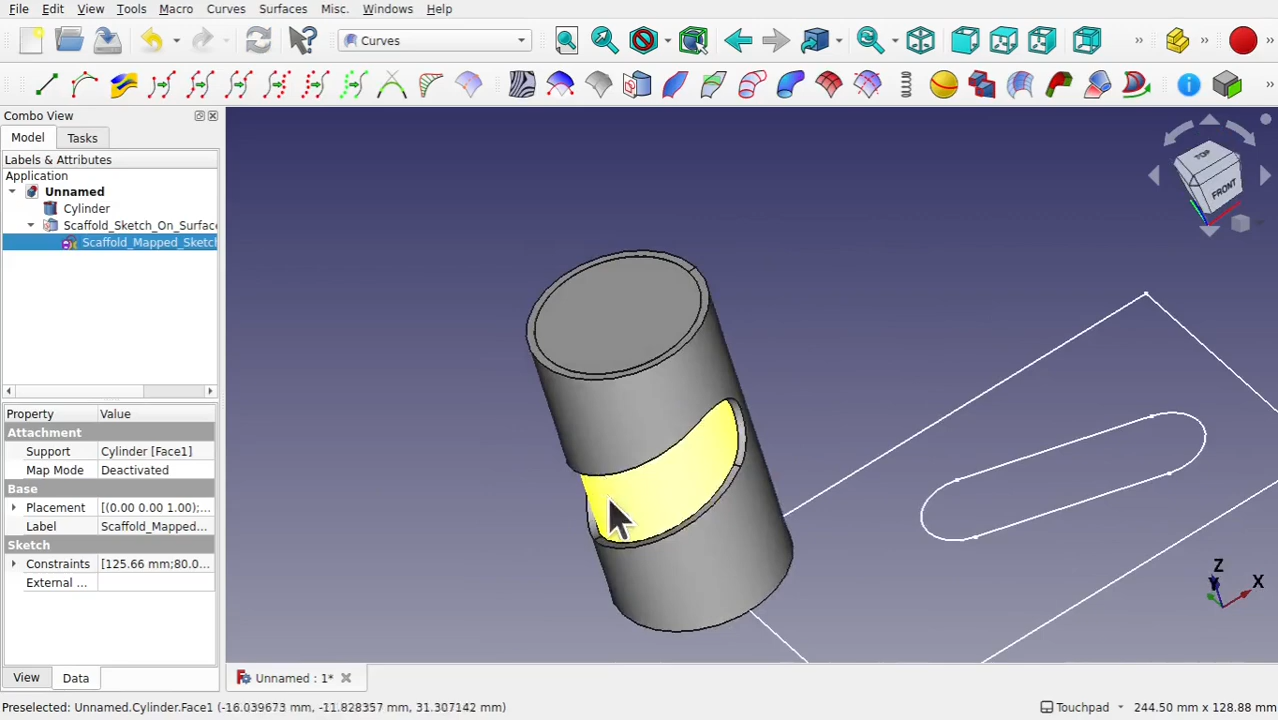 File Edit View Tools Macro Curves Surfaces Misc. Windows Help
Curves
Combo View
Model Tasks
Labels & Attributes
Application
Unnamed
Cylinder
Scaffold_Sketch_On_Surface
Scaffold_Mapped_Sketch
Property Value
Attachment
Support Cylinder [Face1]
Map Mode Deactivated
Base
Placement [(0.00 0.00 1.00);...
Label Scaffold_Mapped...
Sketch
Constraints [125.66 mm;80.0...
External ...
View Data
TOP
FRONT
Z
Y
X
Unnamed : 1*
Preselected: Unnamed.Cylinder.Face1 (-16.039673 mm, -11.828357 mm, 31.307142 mm)
Touchpad 244.50 mm x 128.88 mm